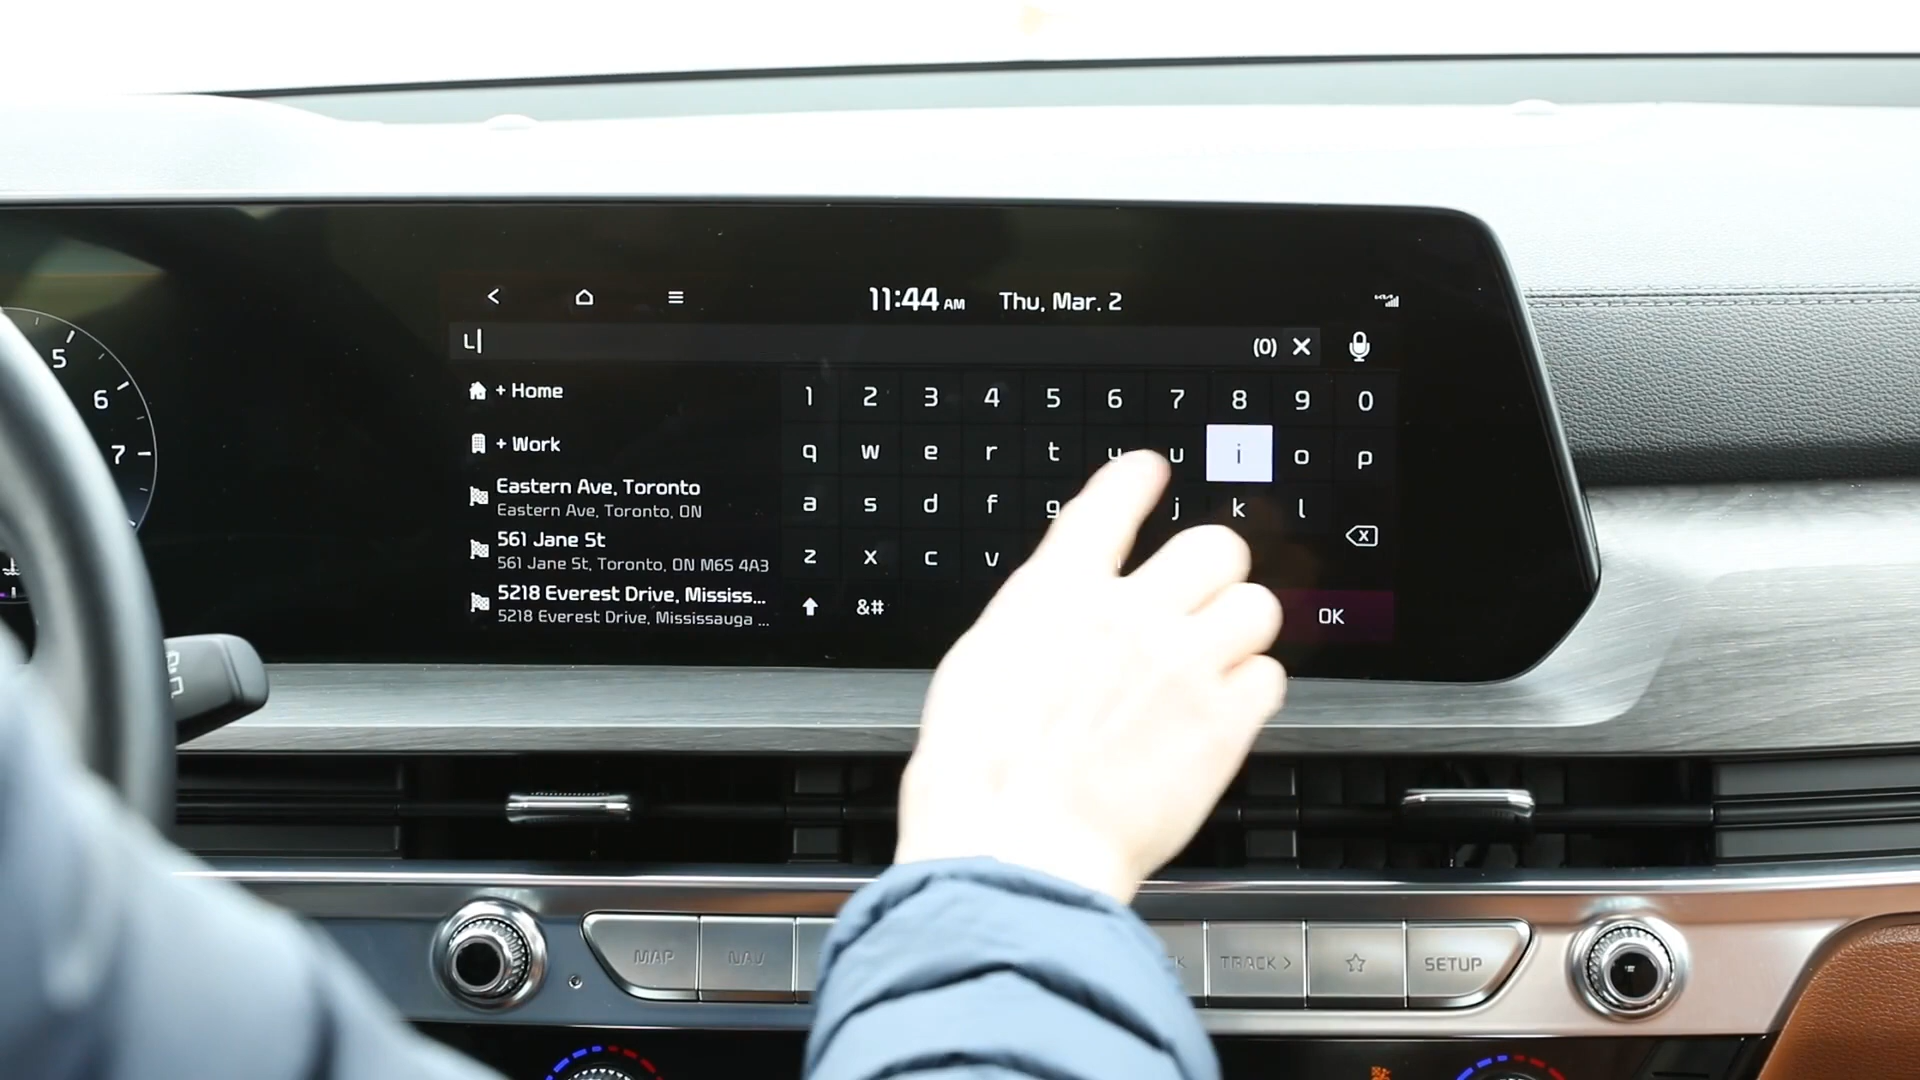 11:44 AM Thu, Mar. 2
L
(0)
+ Home
+ Work
Eastern Ave, Toronto
Eastern Ave, Toronto, ON
561 Jane St
561 Jane St, Toronto, ON M6S 4A3
5218 Everest Drive, Mississ...
5218 Everest Drive, Mississauga ...
1 2 3 4 5 6 7 8 9 0
q w e r t y u i o p
a s d f g j k l
z x c v
&# OK
5
6
7
MAP NAV TRACK > SETUP